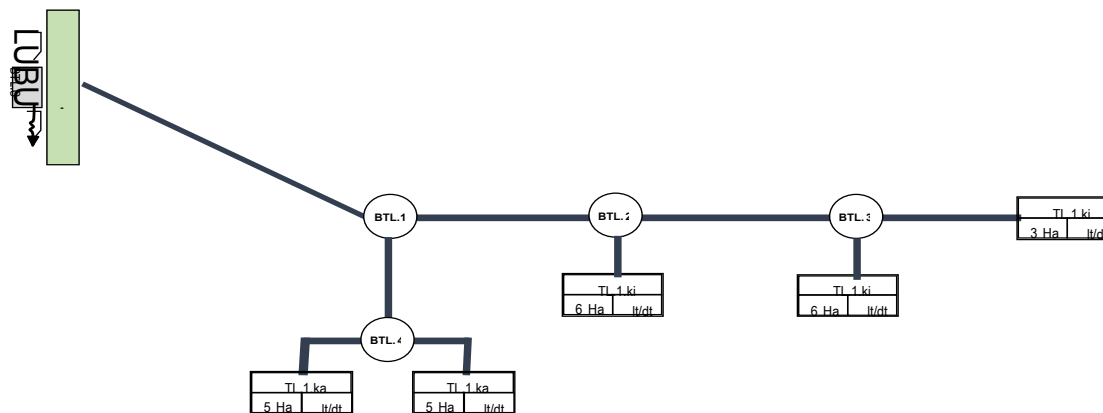 BTL.1
BTL. 2
BTL. 3
TL.1.ki
3 Ha
TL.1.ki
6 Ha lt/dt
TL.1.ki
6 Ha lt/dt
BTL. 4
TL.1.ka
5 Ha lt/dt
TL.1.ka
5 Ha lt/dt